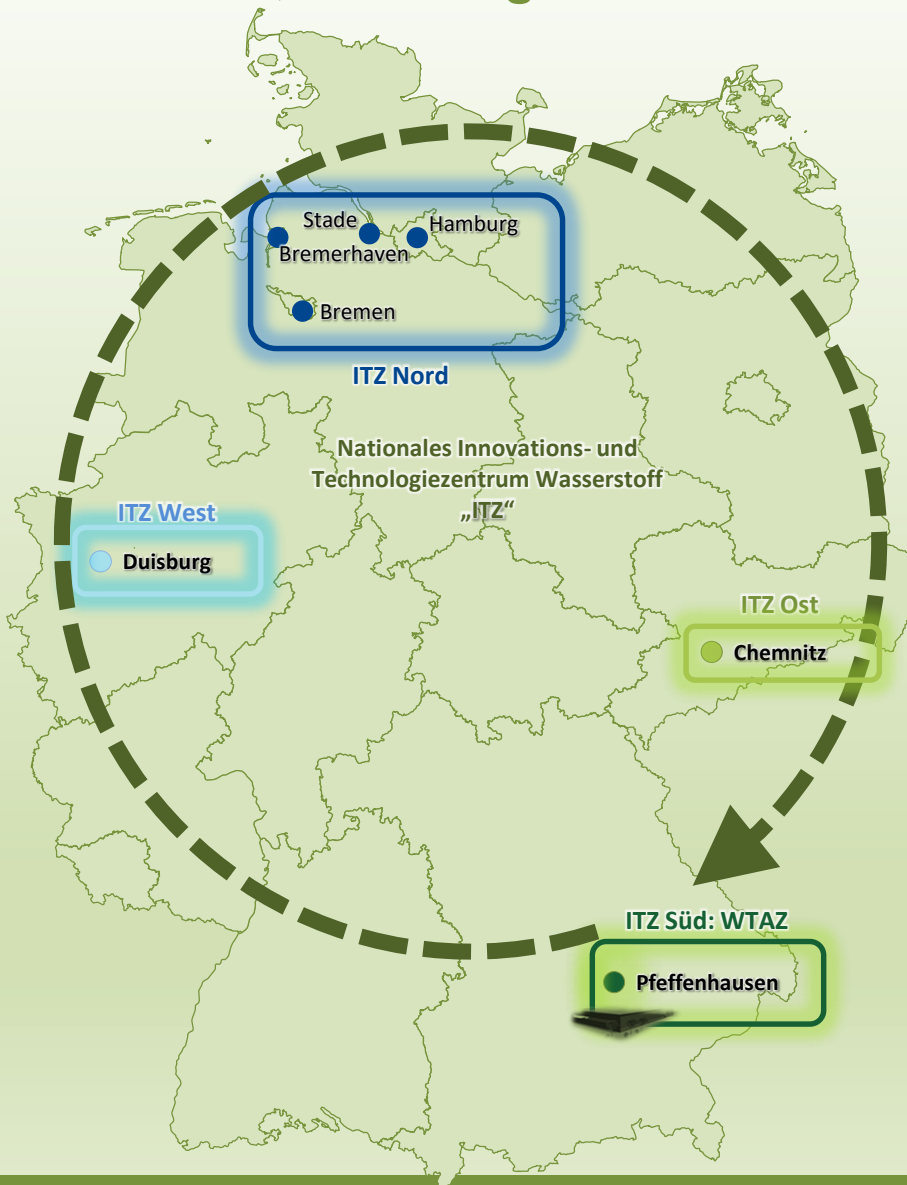 Stade
Hamburg
Bremerhaven
Bremen
ITZ Nord
Nationales Innovations- und
Technologiezentrum Wasserstoff
„ITZ“
ITZ West
Duisburg
ITZ Ost
Chemnitz
ITZ Süd: WTAZ
Pfeffenhausen